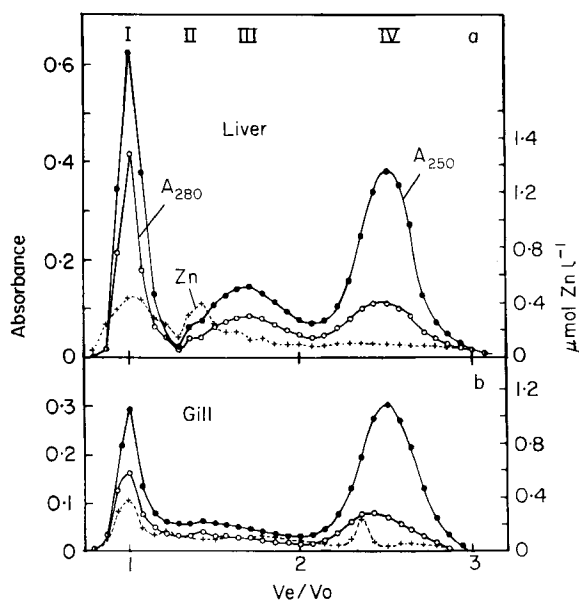 I II III IV a
0·6
Liver
1·4
0·4
A250
1·2
A280
Absorbance
0·8
μmol Zn l⁻¹
0·2
Zn
0·4
0
0
b
1·2
0·3
Gill
0·8
0·2
0·1
0·4
0
0
1 2 3
Ve/Vo